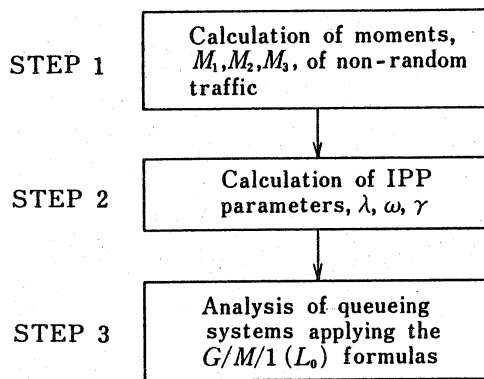 STEP 1
Calculation of moments,
M₁,M₂,M₃, of non-random
traffic
STEP 2
Calculation of IPP
parameters, λ, ω, γ
STEP 3
Analysis of queueing
systems applying the
G/M/1 (L₀) formulas